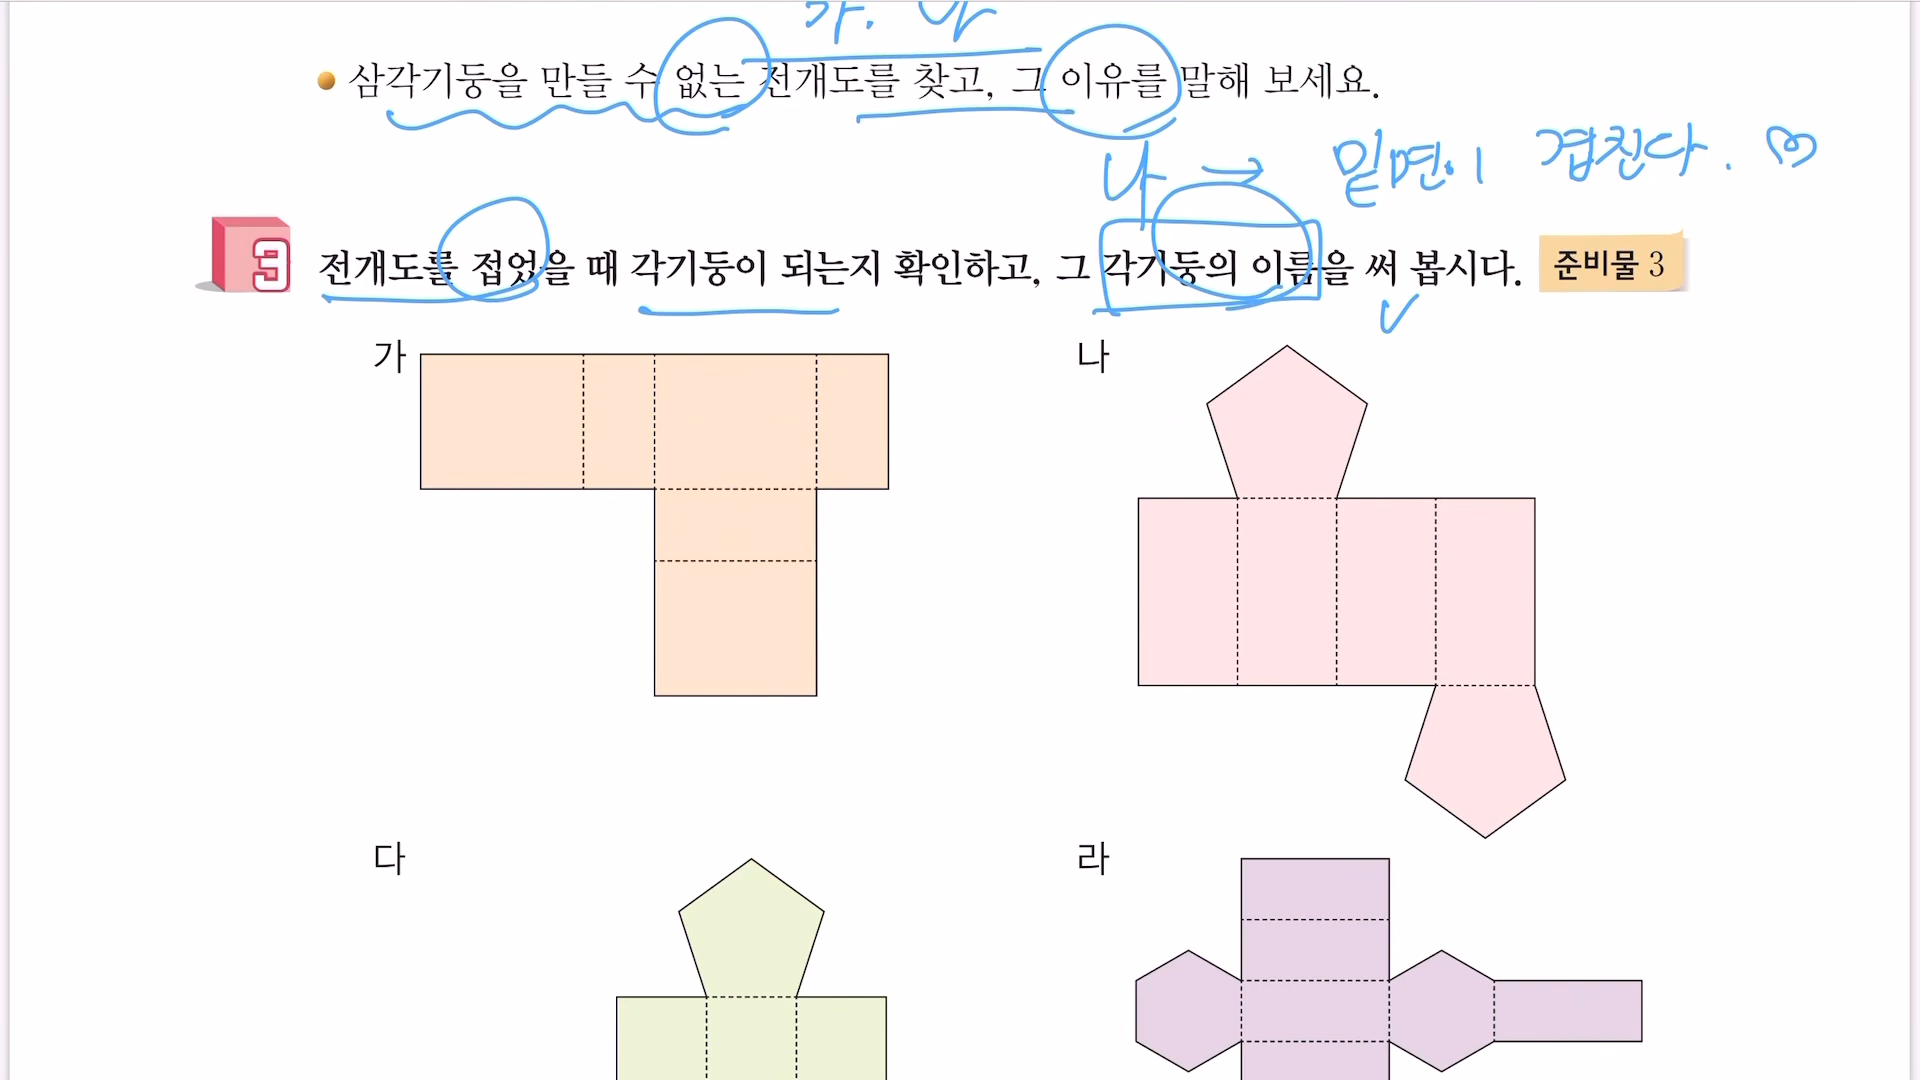 가. 나
삼각기둥을 만들 수 없는 전개도를 찾고, 그 이유를 말해 보세요.
나 → 밑면이 겹친다. ♡
3 전개도를 접었을 때 각기둥이 되는지 확인하고, 그 각기둥의 이름을 써 봅시다. 준비물 3
가 나
다 라